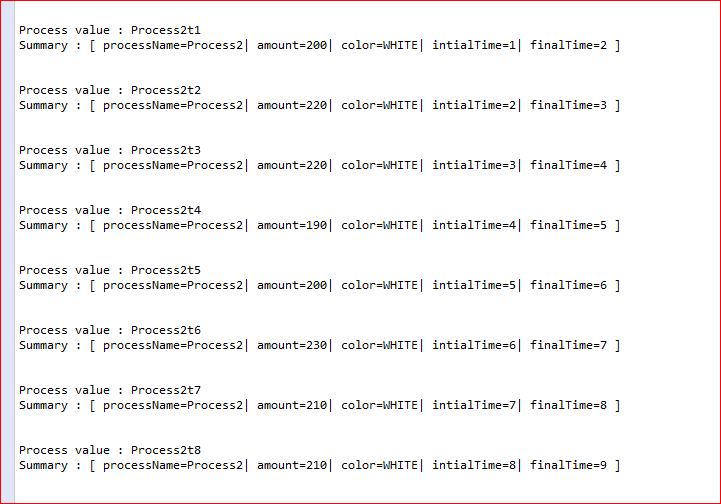 Process value : Process2t1
Summary : [ processName=Process2| amount=200| color=WHITE| intialTime=1| finalTime=2 ]
Process value : Process2t2
Summary : [ processName=Process2| amount=220| color=WHITE| intialTime=2| finalTime=3 ]
Process value : Process2t3
Summary : [ processName=Process2| amount=220| color=WHITE| intialTime=3| finalTime=4 ]
Process value : Process2t4
Summary : [ processName=Process2| amount=190| color=WHITE| intialTime=4| finalTime=5 ]
Process value : Process2t5
Summary : [ processName=Process2| amount=200| color=WHITE| intialTime=5| finalTime=6 ]
Process value : Process2t6
Summary : [ processName=Process2| amount=230| color=WHITE| intialTime=6| finalTime=7 ]
Process value : Process2t7
Summary : [ processName=Process2| amount=210| color=WHITE| intialTime=7| finalTime=8 ]
Process value : Process2t8
Summary : [ processName=Process2| amount=210| color=WHITE| intialTime=8| finalTime=9 ]